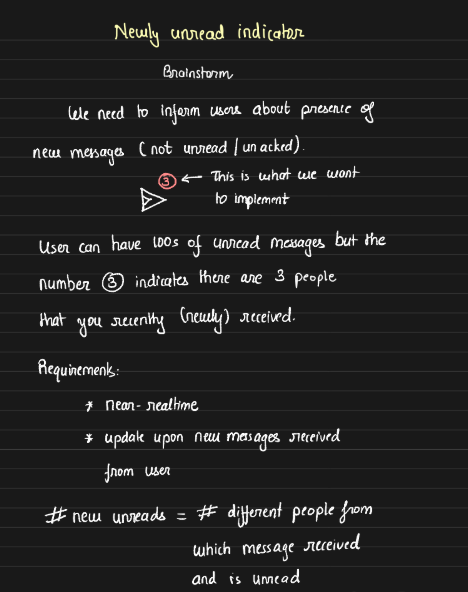 Newly unread indicator
Brainstorm
We need to inform users about presence of
new messages (not unread / unacked).
3 ← This is what we want
to implement
User can have 100s of unread messages but the
number 3 indicates there are 3 people
that you recently (newly) received.
Requirements:
* near-realtime
* update upon new messages received
from user
# new unreads = # different people from
which message received
and is unread